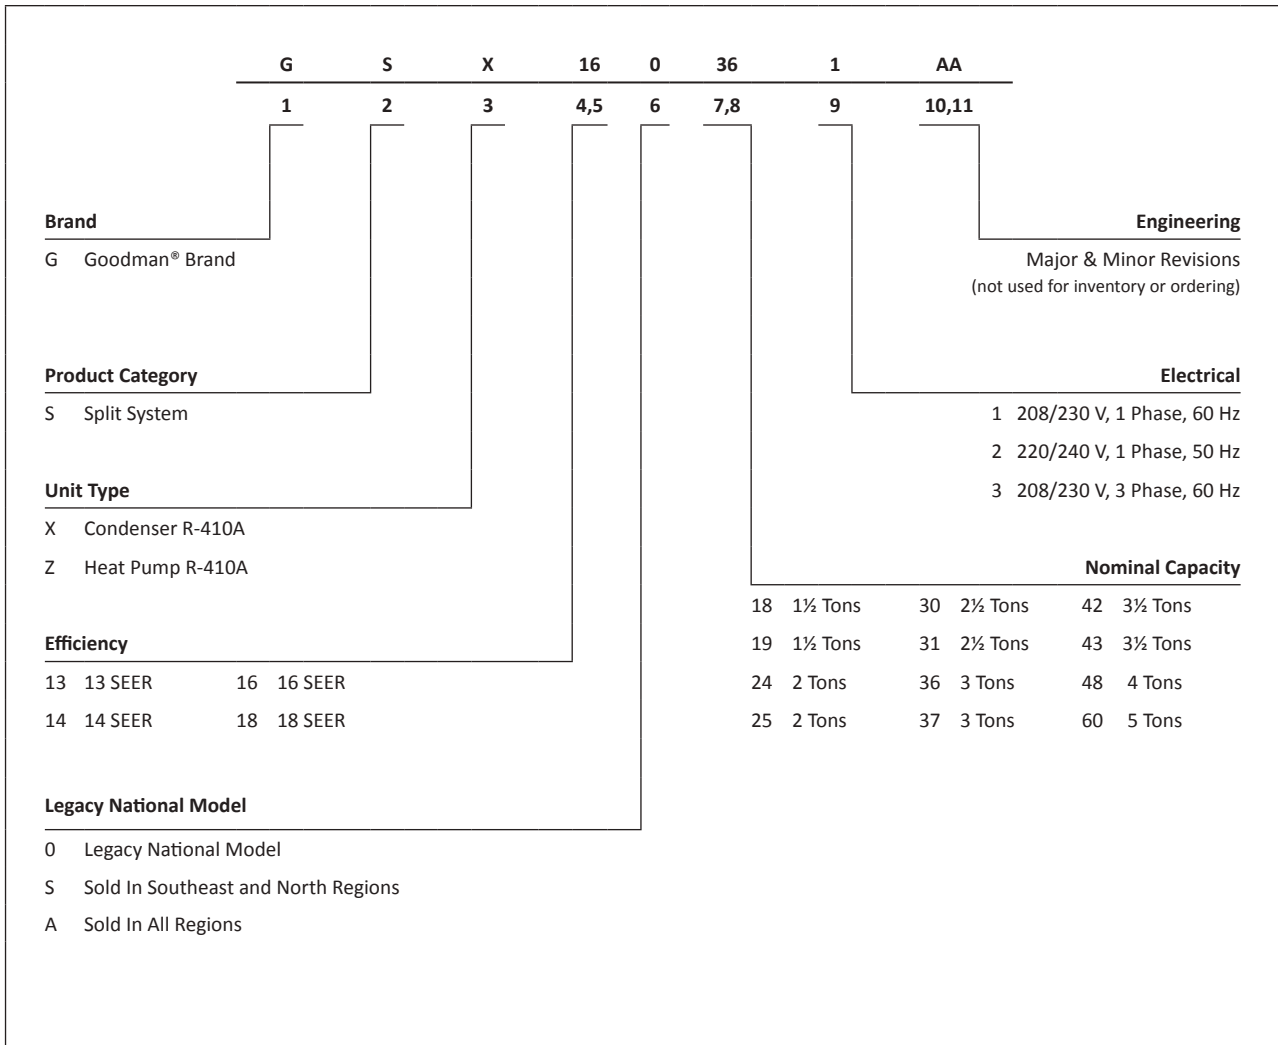 G S X 16 0 36 1 AA
1 2 3 4,5 6 7,8 9 10,11
Brand
G Goodman® Brand
Engineering
Major & Minor Revisions
(not used for inventory or ordering)
Product Category
S Split System
Electrical
1 208/230 V, 1 Phase, 60 Hz
2 220/240 V, 1 Phase, 50 Hz
3 208/230 V, 3 Phase, 60 Hz
Unit Type
X Condenser R-410A
Z Heat Pump R-410A
Nominal Capacity
18 1½ Tons 30 2½ Tons 42 3½ Tons
19 1½ Tons 31 2½ Tons 43 3½ Tons
24 2 Tons 36 3 Tons 48 4 Tons
25 2 Tons 37 3 Tons 60 5 Tons
Efficiency
13 13 SEER 16 16 SEER
14 14 SEER 18 18 SEER
Legacy National Model
0 Legacy National Model
S Sold In Southeast and North Regions
A Sold In All Regions